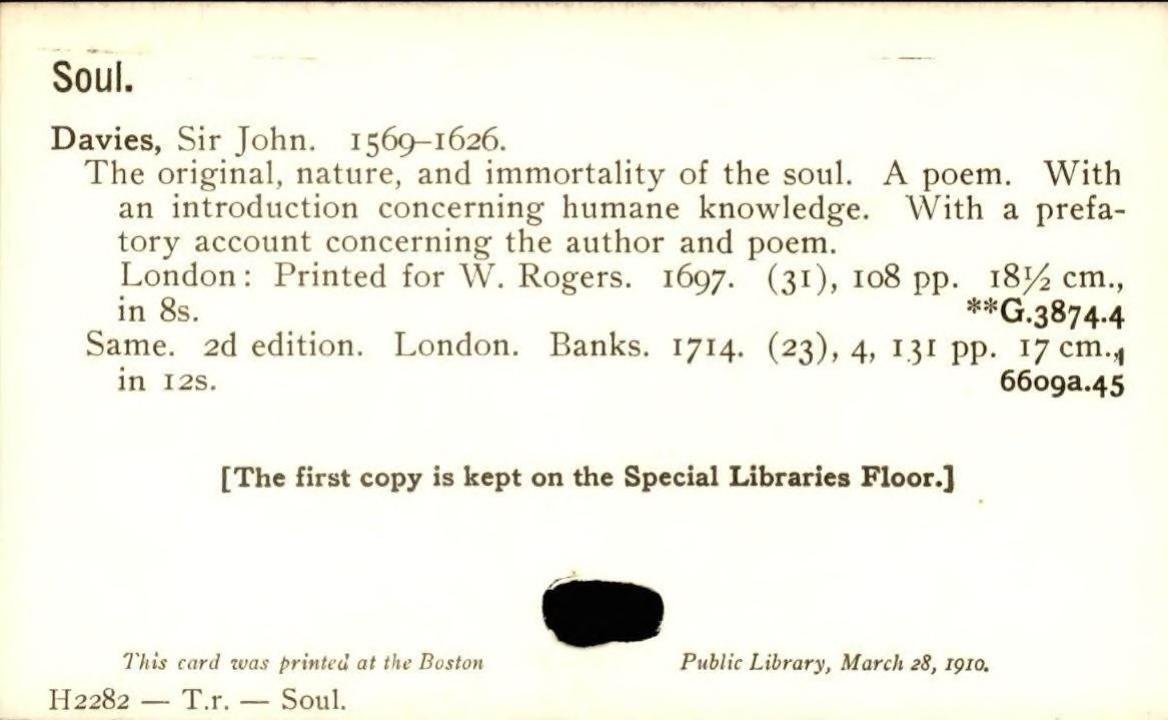 Soul.
Davies, Sir John. 1569–1626.
The original, nature, and immortality of the soul. A poem. With
an introduction concerning humane knowledge. With a prefa-
tory account concerning the author and poem.
London: Printed for W. Rogers. 1697. (31), 108 pp. 18½ cm.,
in 8s. **G.3874.4
Same. 2d edition. London. Banks. 1714. (23), 4, 131 pp. 17 cm.,
in 12s. 6609a.45
[The first copy is kept on the Special Libraries Floor.]
This card was printed at the Boston Public Library, March 28, 1910.
H2282 — T.r. — Soul.